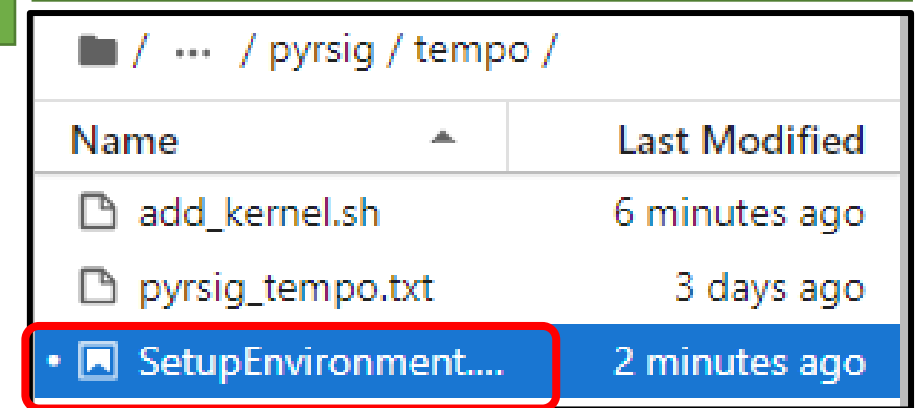 / ... / pyrsig / tempo /
Name Last Modified
add_kernel.sh 6 minutes ago
pyrsig_tempo.txt 3 days ago
• SetupEnvironment.... 2 minutes ago